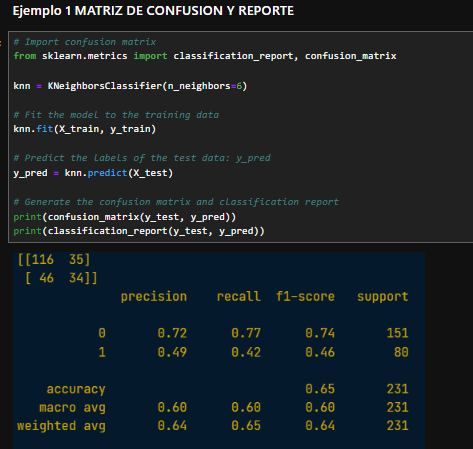 Ejemplo 1 MATRIZ DE CONFUSION Y REPORTE
# Import confusion matrix
from sklearn.metrics import classification_report, confusion_matrix
knn = KNeighborsClassifier(n_neighbors=6)
# Fit the model to the training data
knn.fit(X_train, y_train)
# Predict the labels of the test data: y_pred
y_pred = knn.predict(X_test)
# Generate the confusion matrix and classification report
print(confusion_matrix(y_test, y_pred))
print(classification_report(y_test, y_pred))
[[116 35]
[ 46 34]]
precision recall f1-score support
0 0.72 0.77 0.74 151
1 0.49 0.42 0.46 80
accuracy 0.65 231
macro avg 0.60 0.60 0.60 231
weighted avg 0.64 0.65 0.64 231